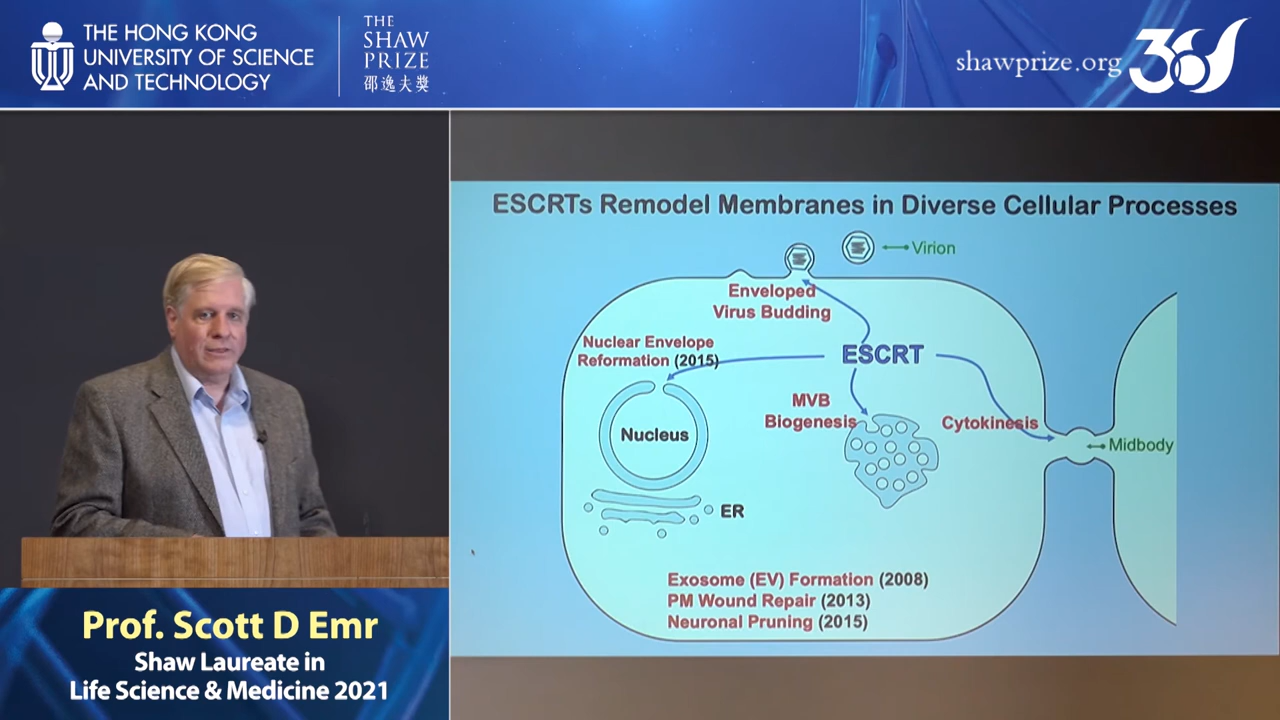 THE HONG KONG
UNIVERSITY OF SCIENCE
AND TECHNOLOGY
THE
SHAW
PRIZE
邵逸夫獎
shawprize.org
ESCRTs Remodel Membranes in Diverse Cellular Processes
Virion
Enveloped
Virus Budding
Nuclear Envelope
Reformation (2015)
ESCRT
MVB
Biogenesis
Cytokinesis
Nucleus
Midbody
ER
Exosome (EV) Formation (2008)
PM Wound Repair (2013)
Neuronal Pruning (2015)
Prof. Scott D Emr
Shaw Laureate in
Life Science & Medicine 2021